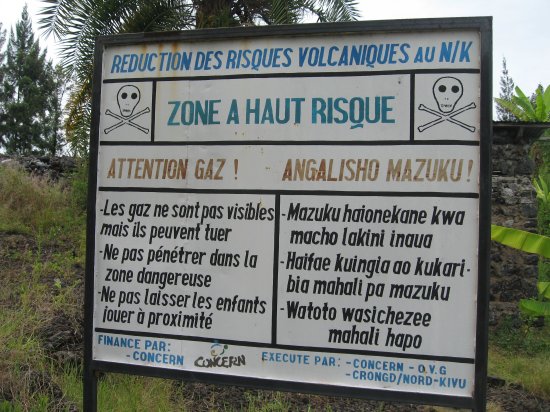 REDUCTION DES RISQUES VOLCANIQUES AU N/K
ZONE A HAUT RISQUE
ATTENTION GAZ !
ANGALISHO MAZUKU !
-Les gaz ne sont pas visibles
mais ils peuvent tuer
-Ne pas pénétrer dans la
zone dangereuse
-Ne pas laisser les enfants
jouer à proximité
-Mazuku haionekane kwa
macho lakini inaua
-Haifae kuingia ao kukari-
bia mahali pa mazuku
-Watoto wasichezee
mahali hapo
FINANCE PAR :
-CONCERN
CONCERN
EXECUTE PAR : -CONCERN -O.V.G
-CRONGD/NORD-KIVU